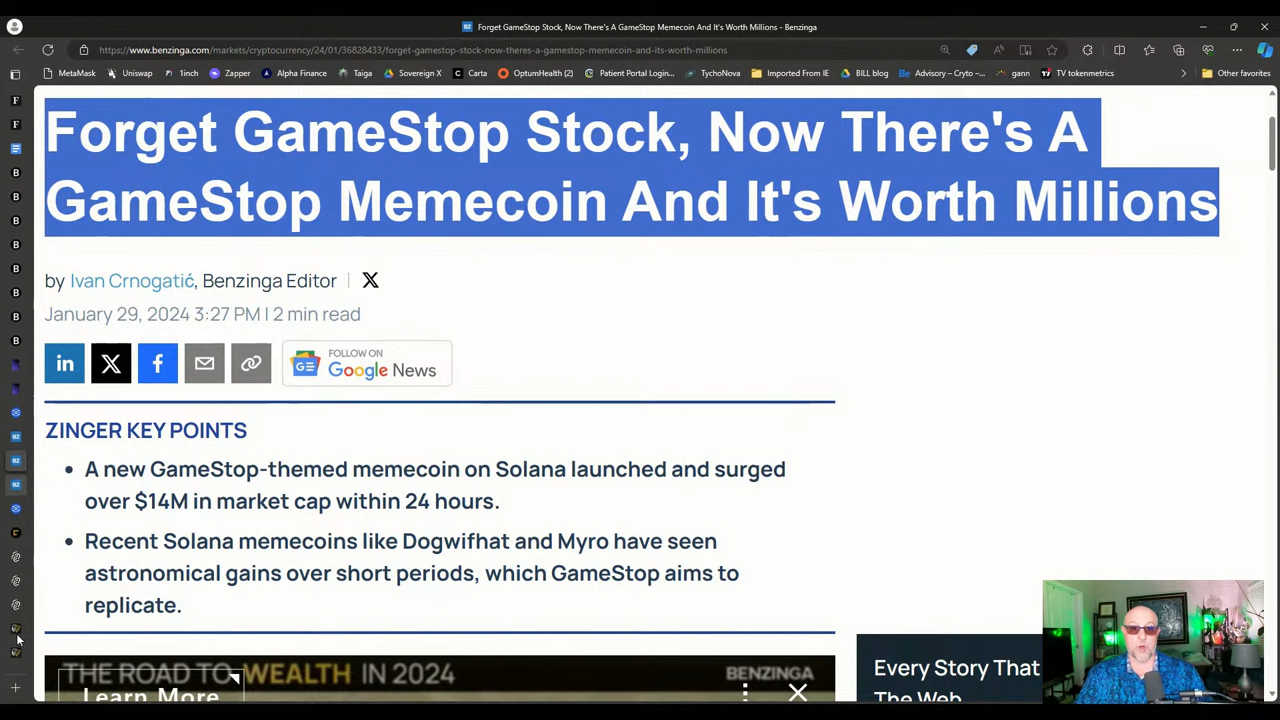 Forget GameStop Stock, Now There's A GameStop Memecoin And It's Worth Millions - Benzinga
https://www.benzinga.com/markets/cryptocurrency/24/01/36828433/forget-gamestop-stock-now-theres-a-gamestop-memecoin-and-its-worth-millions
MetaMask Uniswap 1inch Zapper Alpha Finance Taiga Sovereign X Carta OptumHealth (2) Patient Portal Login... TychoNova Imported From IE BILL blog Advisory – Cryto –... gann TV tokenmetrics Other favorites
Forget GameStop Stock, Now There's A
GameStop Memecoin And It's Worth Millions
by Ivan Crnogatić, Benzinga Editor
January 29, 2024 3:27 PM | 2 min read
FOLLOW ON
Google News
ZINGER KEY POINTS
• A new GameStop-themed memecoin on Solana launched and surged
over $14M in market cap within 24 hours.
• Recent Solana memecoins like Dogwifhat and Myro have seen
astronomical gains over short periods, which GameStop aims to
replicate.
THE ROAD TO WEALTH IN 2024 BENZINGA
Learn More
Every Story That
The Web